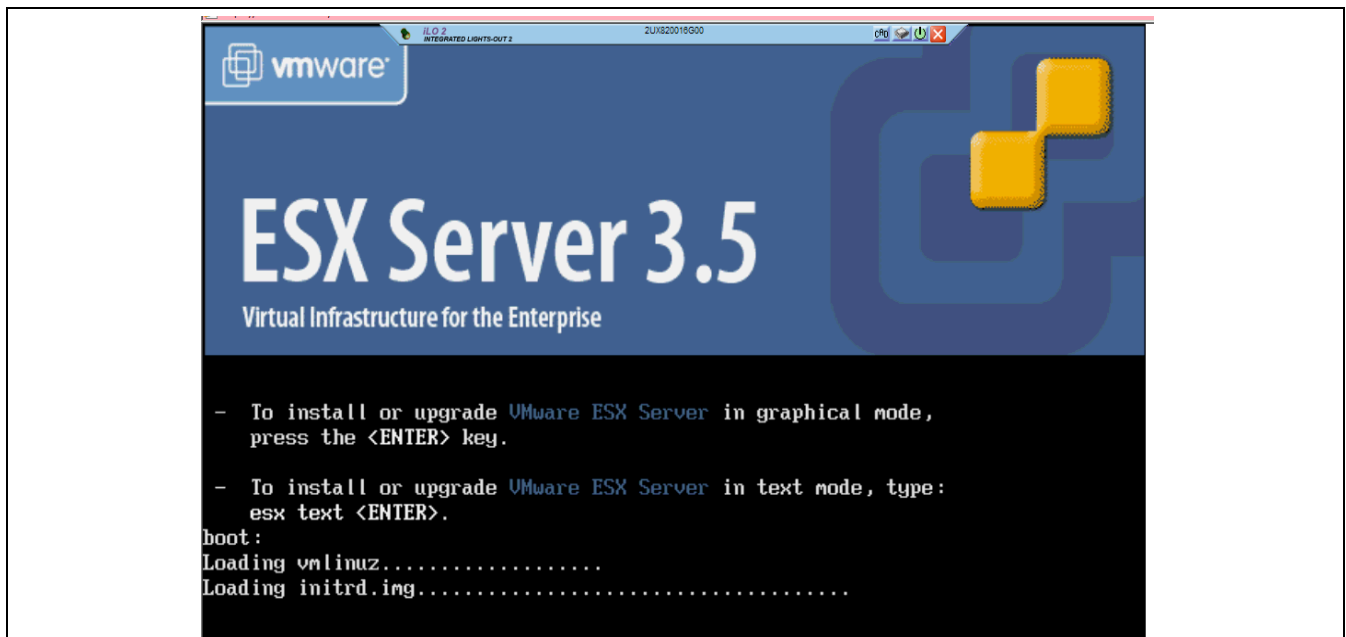 iLO 2
INTEGRATED LIGHTS-OUT 2
2UX820016G00
vmware
ESX Server 3.5
Virtual Infrastructure for the Enterprise
- To install or upgrade VMware ESX Server in graphical mode,
press the <ENTER> key.
- To install or upgrade VMware ESX Server in text mode, type:
esx text <ENTER>.
boot:
Loading vmlinuz...................
Loading initrd.img.....................................